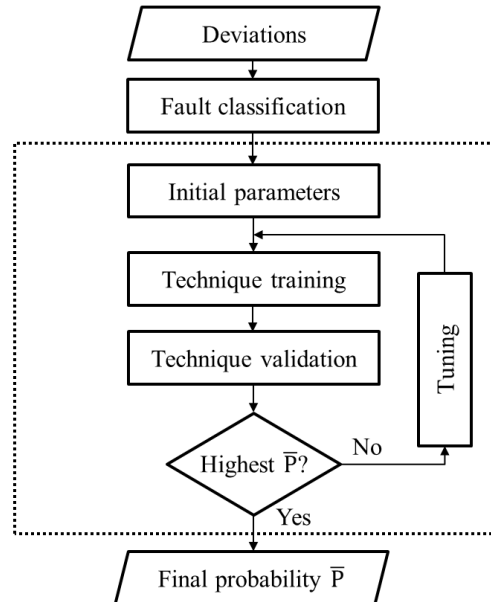 Deviations
Fault classification
Initial parameters
Technique training
Technique validation
Tuning
Highest P̅?
No
Yes
Final probability P̅